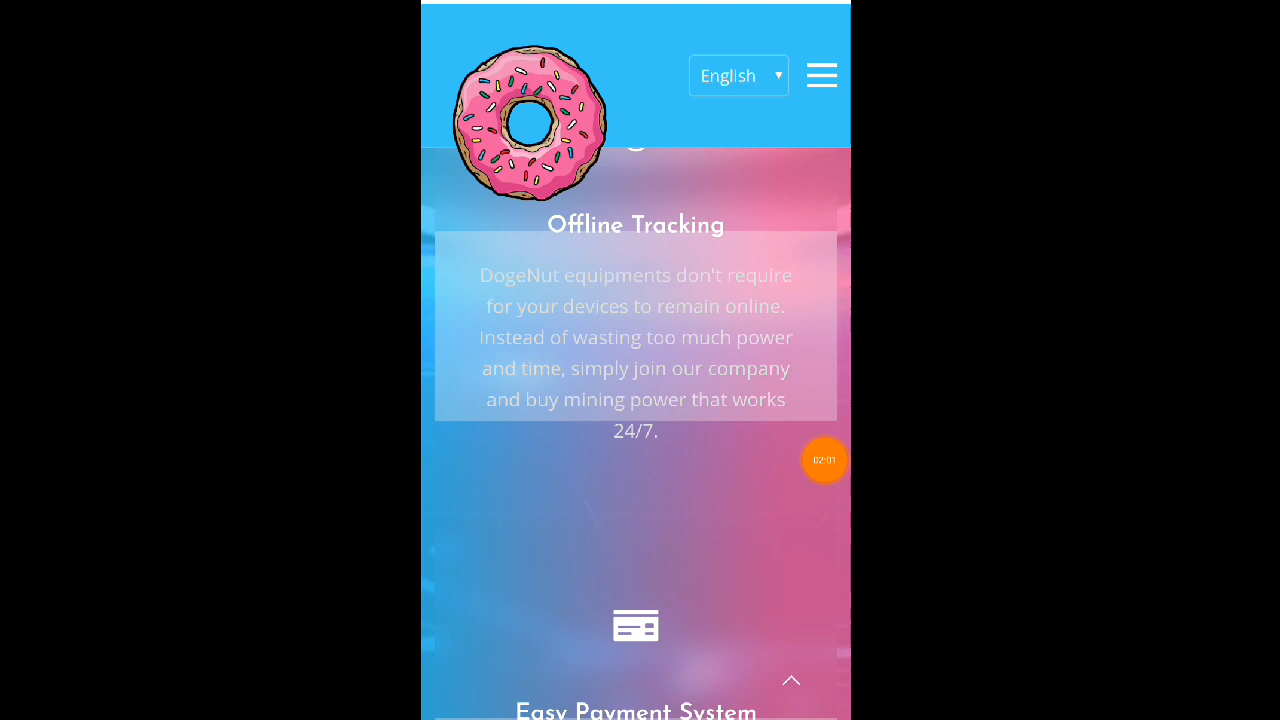 English
Offline Tracking
DogeNut equipments don't require
for your devices to remain online.
Instead of wasting too much power
and time, simply join our company
and buy mining power that works
24/7.
02:01
Easy Payment System